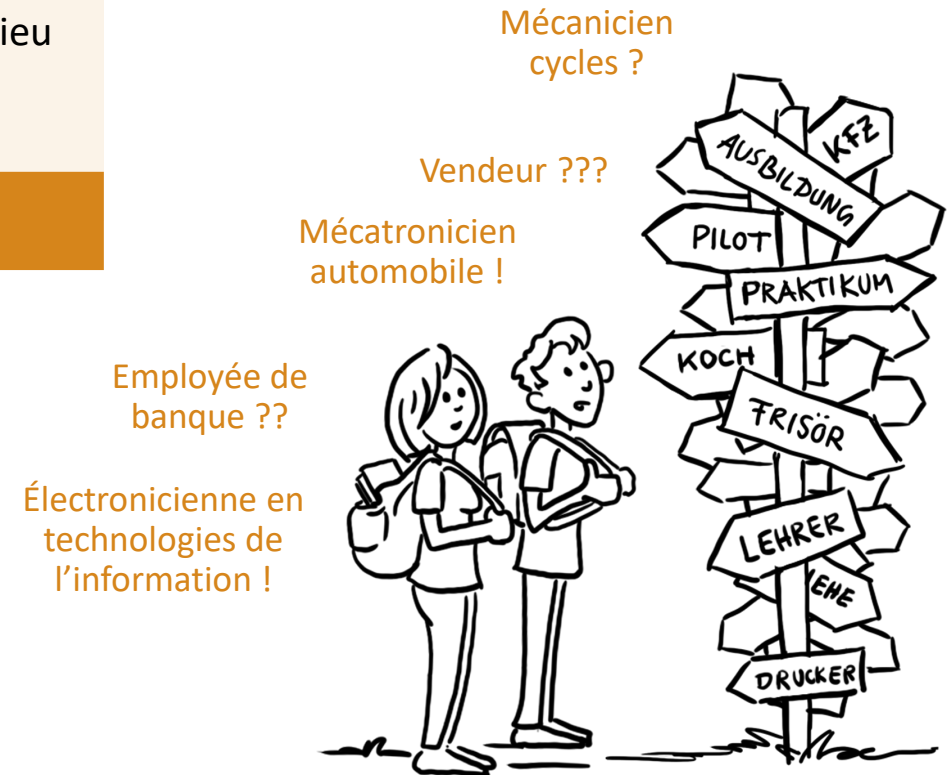 ieu
Mécanicien
cycles ?
Vendeur ???
Mécatronicien
automobile !
Employée de
banque ??
Électronicienne en
technologies de
l’information !
KFZ
AUSBILDUNG
PILOT
PRAKTIKUM
KOCH
FRISÖR
LEHRER
EHE
DRUCKER